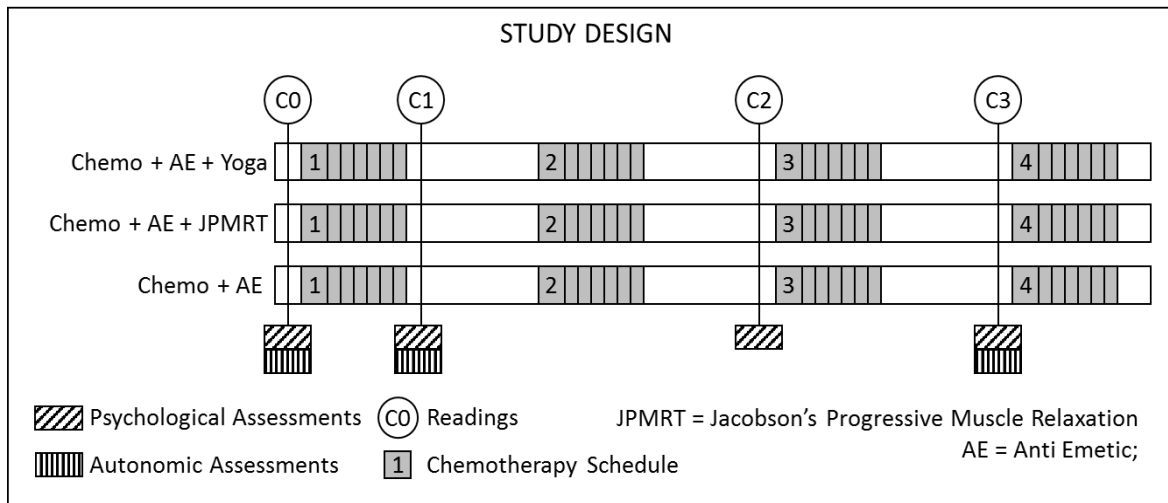 STUDY DESIGN
C0 C1 C2 C3
Chemo + AE + Yoga 1 2 3 4
Chemo + AE + JPMRT 1 2 3 4
Chemo + AE 1 2 3 4
Psychological Assessments C0 Readings JPMRT = Jacobson's Progressive Muscle Relaxation
AE = Anti Emetic;
Autonomic Assessments 1 Chemotherapy Schedule